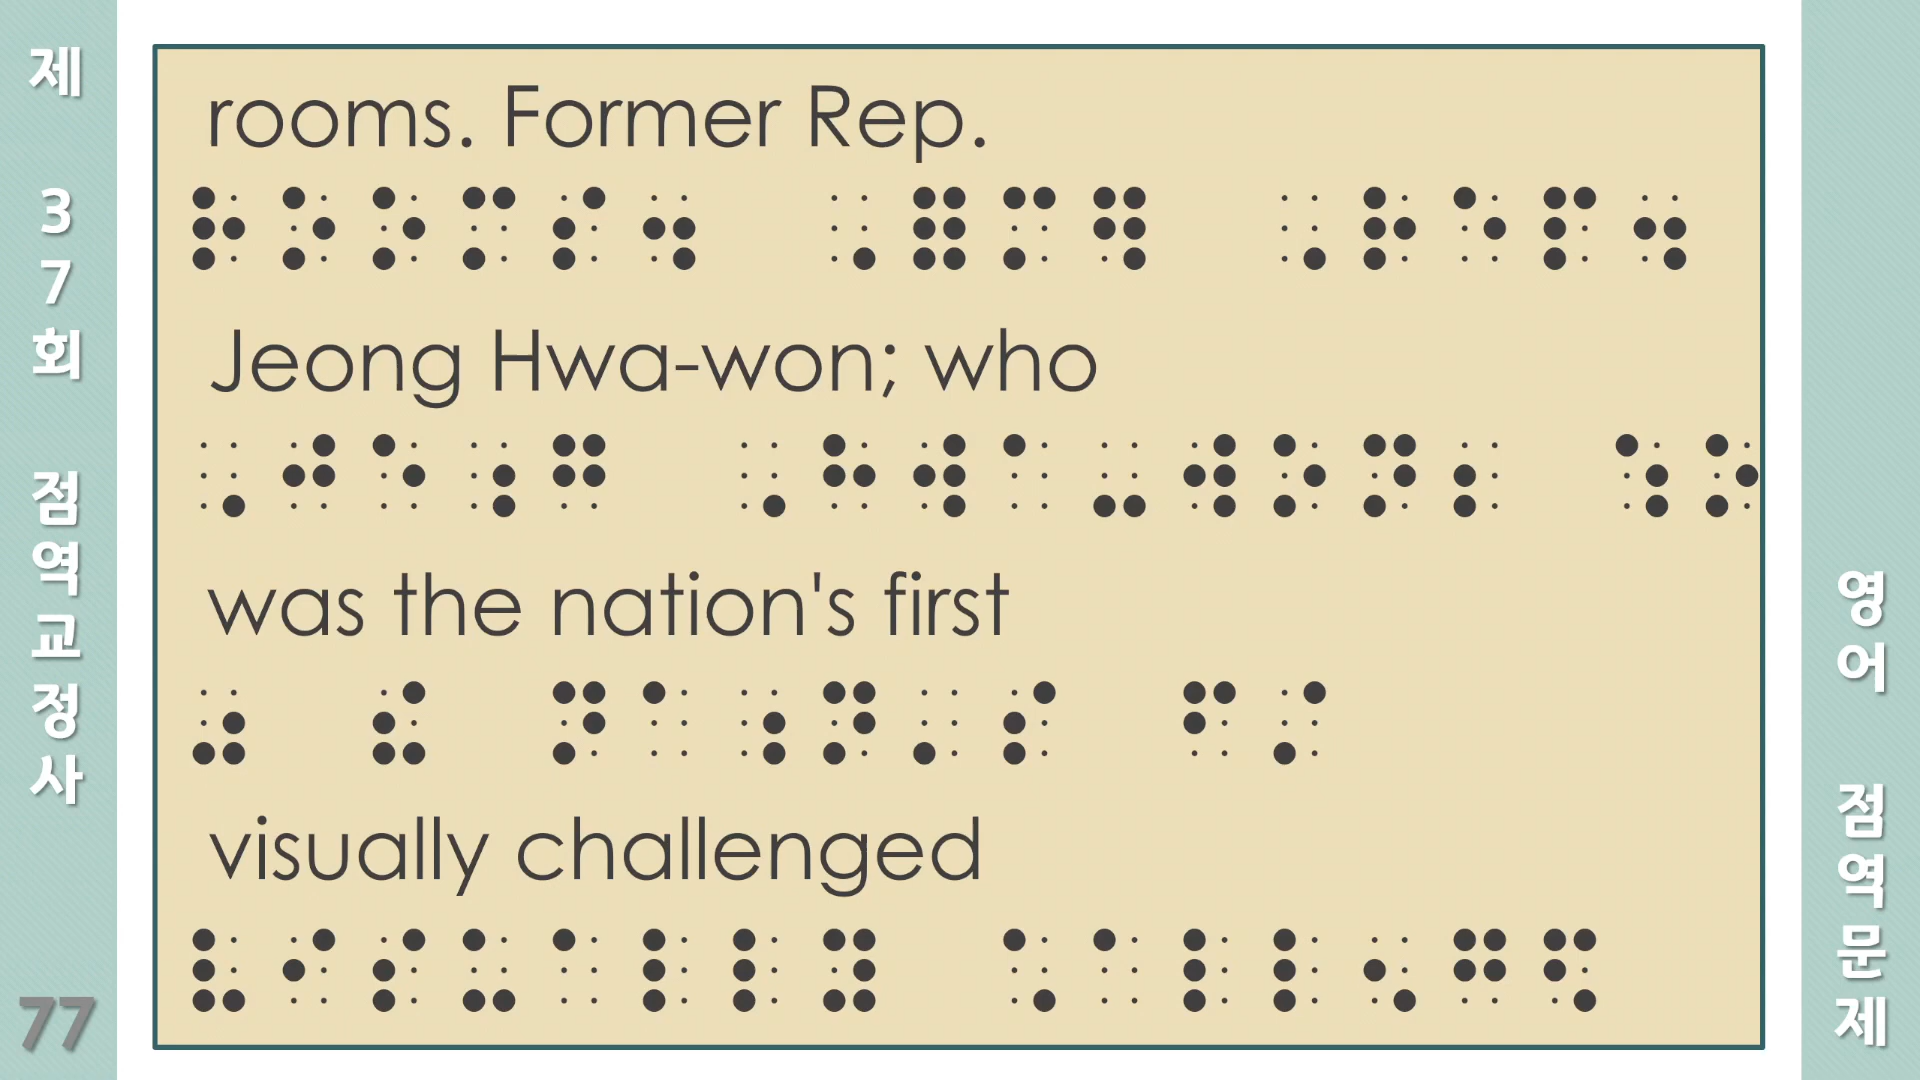 제 37회 점역교정사
77
rooms. Former Rep.
⠗⠕⠕⠍⠎⠲ ⠠⠿⠍⠻ ⠠⠗⠑⠏⠲
Jeong Hwa-won; who
⠠⠚⠑⠰⠛ ⠠⠓⠺⠁⠤⠺⠕⠝⠆ ⠱⠕
was the nation's first
⠴ ⠮ ⠝⠁⠰⠝⠄⠎ ⠋⠌
visually challenged
⠧⠊⠎⠥⠁⠇⠇⠽ ⠡⠁⠇⠇⠢⠛⠫
영어 점역문제